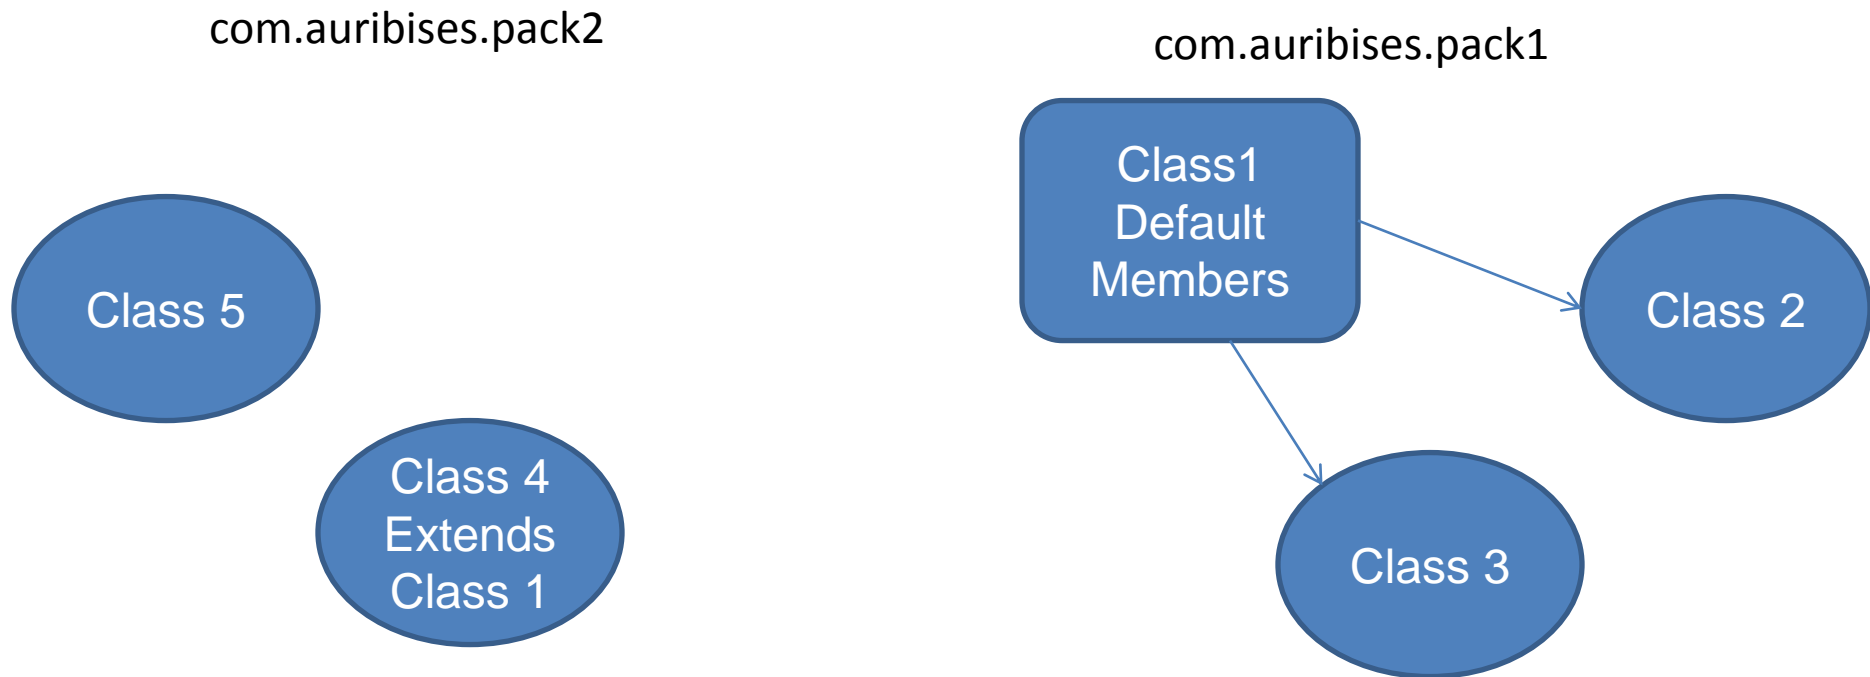 com.auribises.pack2
com.auribises.pack1
Class1
Default
Members
Class 5
Class 2
Class 4
Extends
Class 1
Class 3